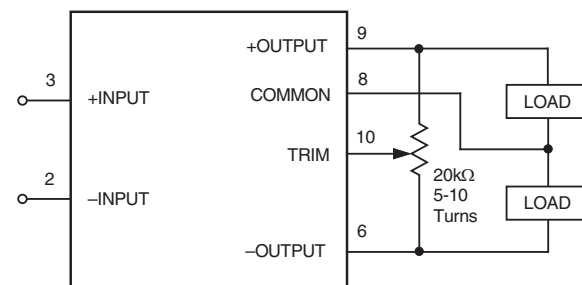 9
+OUTPUT
3
8
+INPUT
COMMON
LOAD
10
TRIM
2
20kΩ
5-10
Turns
–INPUT
LOAD
6
–OUTPUT